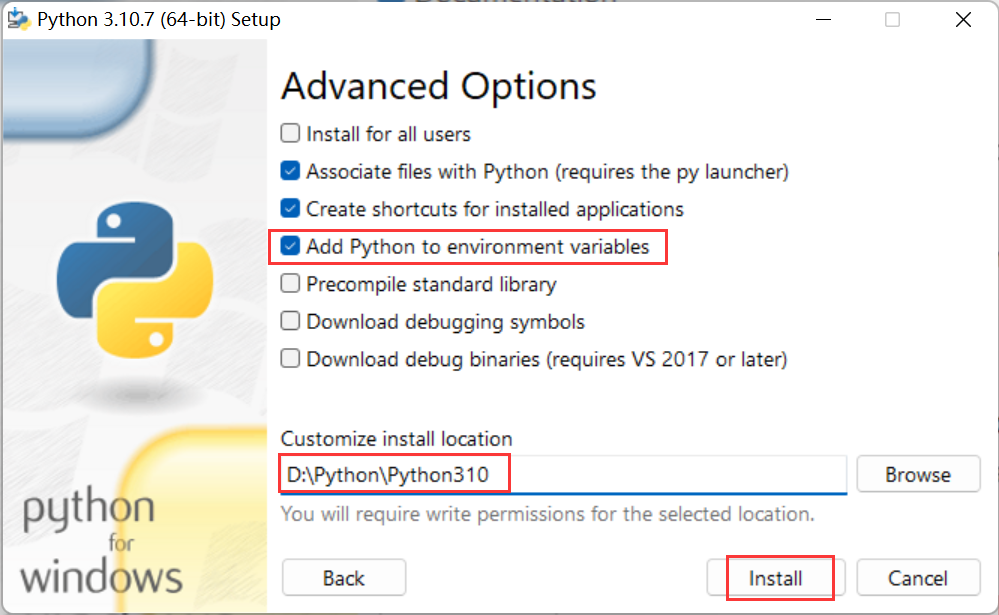 Python 3.10.7 (64-bit) Setup
Advanced Options
Install for all users
Associate files with Python (requires the py launcher)
Create shortcuts for installed applications
Add Python to environment variables
Precompile standard library
Download debugging symbols
Download debug binaries (requires VS 2017 or later)
Customize install location
D:\Python\Python310
Browse
You will require write permissions for the selected location.
python
for
windows
Back
Install
Cancel